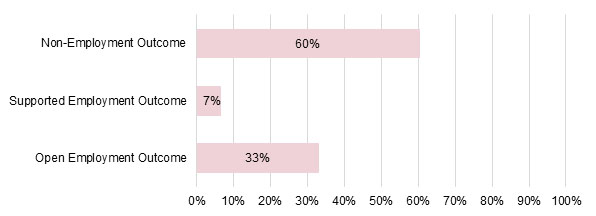 Non-Employment Outcome
60%
Supported Employment Outcome
7%
Open Employment Outcome
33%
0% 10% 20% 30% 40% 50% 60% 70% 80% 90% 100%